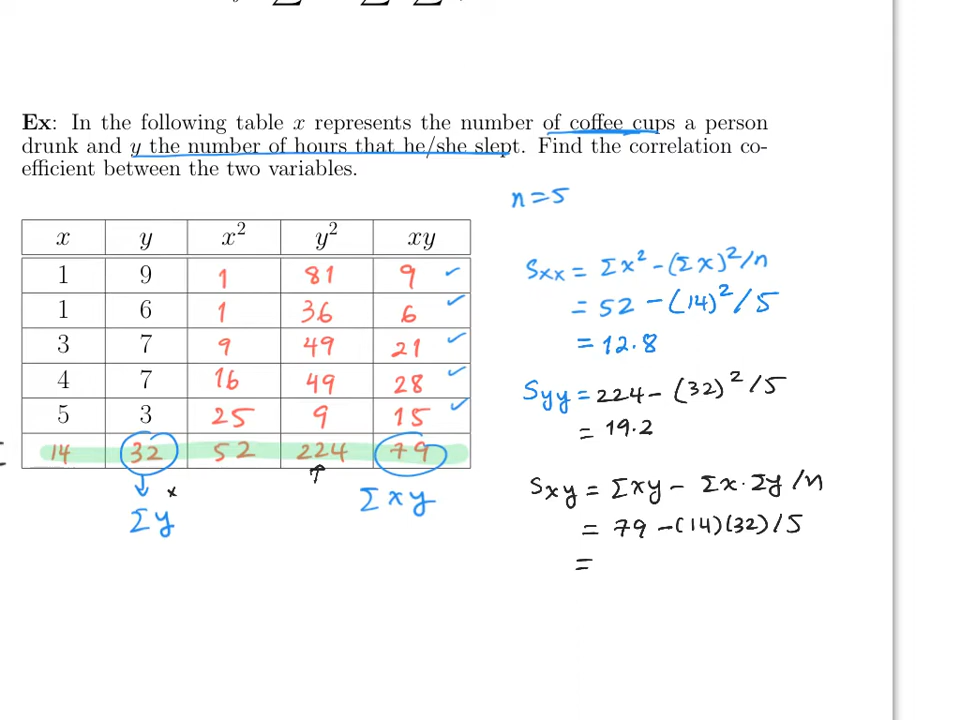 Ex: In the following table x represents the number of coffee cups a person
drunk and y the number of hours that he/she slept. Find the correlation co-
efficient between the two variables.
n=5
x y x² y² xy
1 9 1 81 9 ✓
1 6 1 36 6 ✓
3 7 9 49 21 ✓
4 7 16 49 28 ✓
5 3 25 9 15 ✓
14 32 52 224 79
↓ x ↑
Σy Σxy
Sxx = Σx² - (Σx)²/n
= 52 - (14)²/5
= 12.8
Syy = 224 - (32)²/5
= 19.2
Sxy = Σxy - Σx·Σy/n
= 79 - (14)(32)/5
=